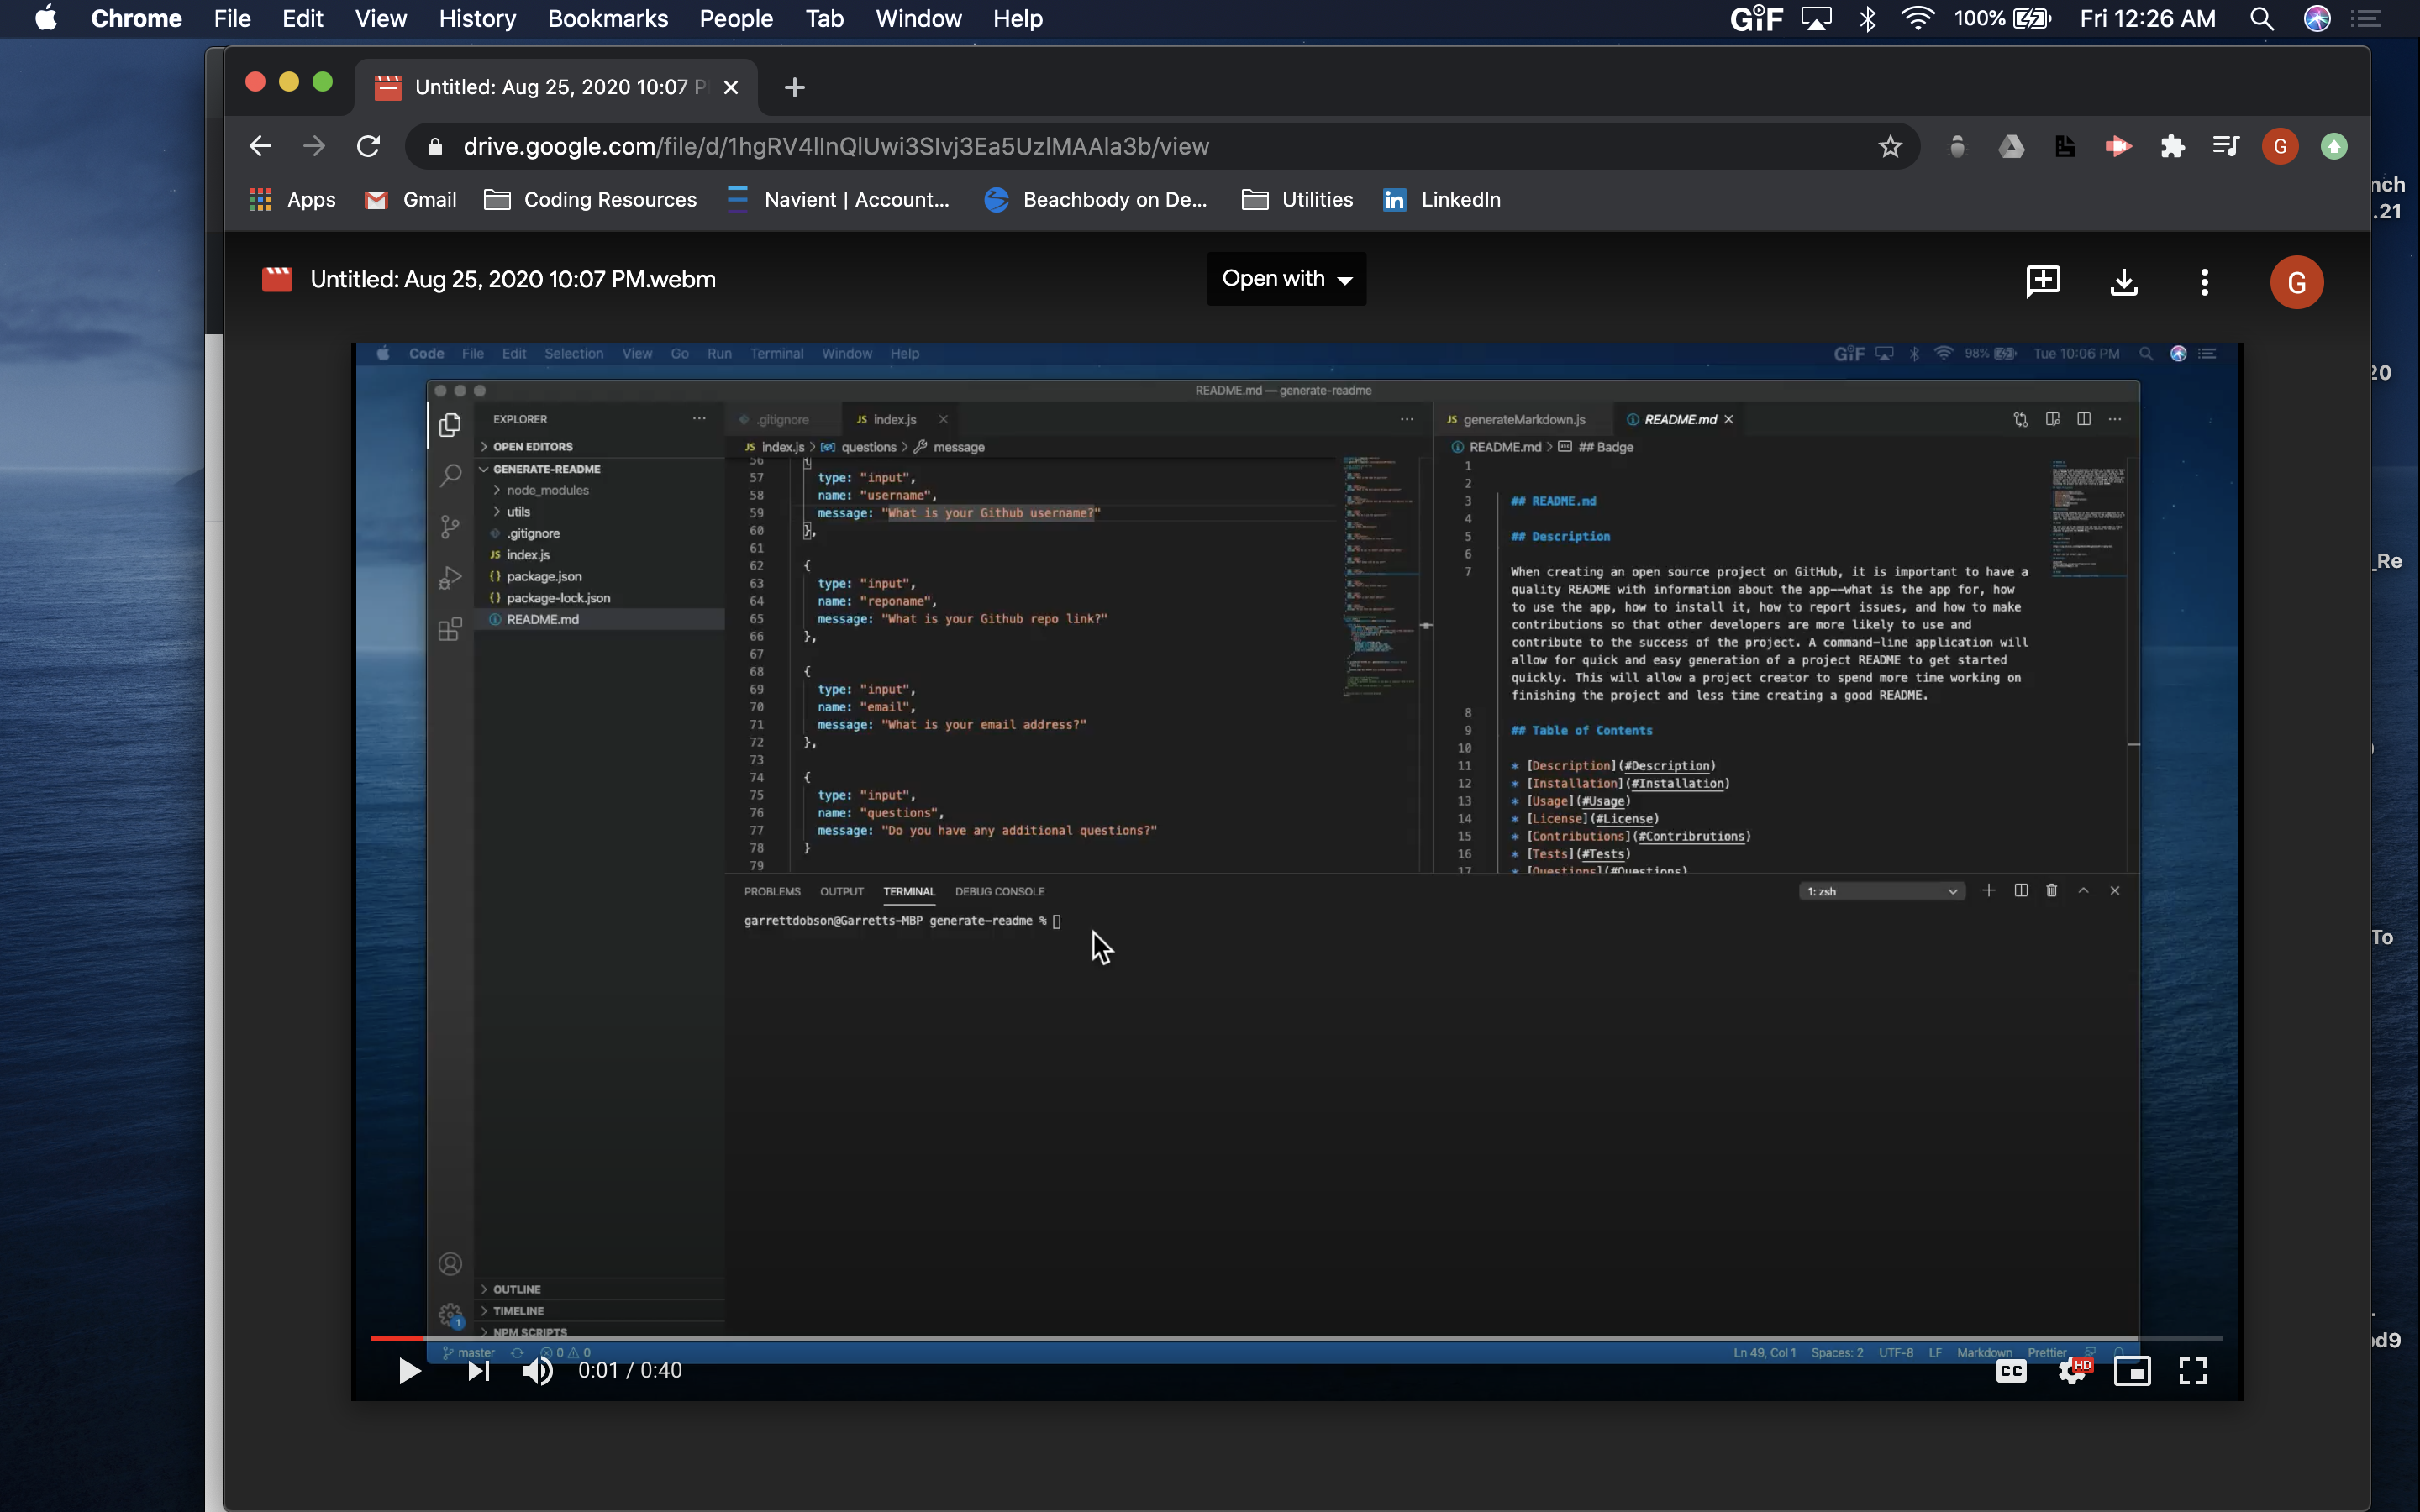 Chrome File Edit View History Bookmarks People Tab Window Help GIF 100% Fri 12:26 AM
Untitled: Aug 25, 2020 10:07 P
drive.google.com/file/d/1hgRV4lInQlUwi3SIvj3Ea5UzlMAAla3b/view G
Apps Gmail Coding Resources Navient | Account... Beachbody on De... Utilities LinkedIn
Untitled: Aug 25, 2020 10:07 PM.webm Open with G
Code File Edit Selection View Go Run Terminal Window Help GIF 98% Tue 10:06 PM
README.md — generate-readme
EXPLORER
OPEN EDITORS
GENERATE-README
node_modules
utils
.gitignore
JS index.js
{} package.json
{} package-lock.json
README.md
OUTLINE
TIMELINE
NPM SCRIPTS
.gitignore JS index.js
JS index.js > questions > message
56 {
57 type: "input",
58 name: "username",
59 message: "What is your Github username?"
60 },
61
62 {
63 type: "input",
64 name: "reponame",
65 message: "What is your Github repo link?"
66 },
67
68 {
69 type: "input",
70 name: "email",
71 message: "What is your email address?"
72 },
73
74 {
75 type: "input",
76 name: "questions",
77 message: "Do you have any additional questions?"
78 }
79
JS generateMarkdown.js README.md
README.md > ## Badge
1
2
3 ## README.md
4
5 ## Description
6
7 When creating an open source project on GitHub, it is important to have a
quality README with information about the app--what is the app for, how
to use the app, how to install it, how to report issues, and how to make
contributions so that other developers are more likely to use and
contribute to the success of the project. A command-line application will
allow for quick and easy generation of a project README to get started
quickly. This will allow a project creator to spend more time working on
finishing the project and less time creating a good README.
8
9 ## Table of Contents
10
11 * [Description](#Description)
12 * [Installation](#Installation)
13 * [Usage](#Usage)
14 * [License](#License)
15 * [Contributions](#Contribrutions)
16 * [Tests](#Tests)
17 * [Questions](#Questions)
PROBLEMS OUTPUT TERMINAL DEBUG CONSOLE 1: zsh
garrettdobson@Garretts-MBP generate-readme %
master 0 0 Ln 49, Col 1 Spaces: 2 UTF-8 LF Markdown Prettier
0:01 / 0:40 CC HD
nch
.21
20
_Re
To
d9